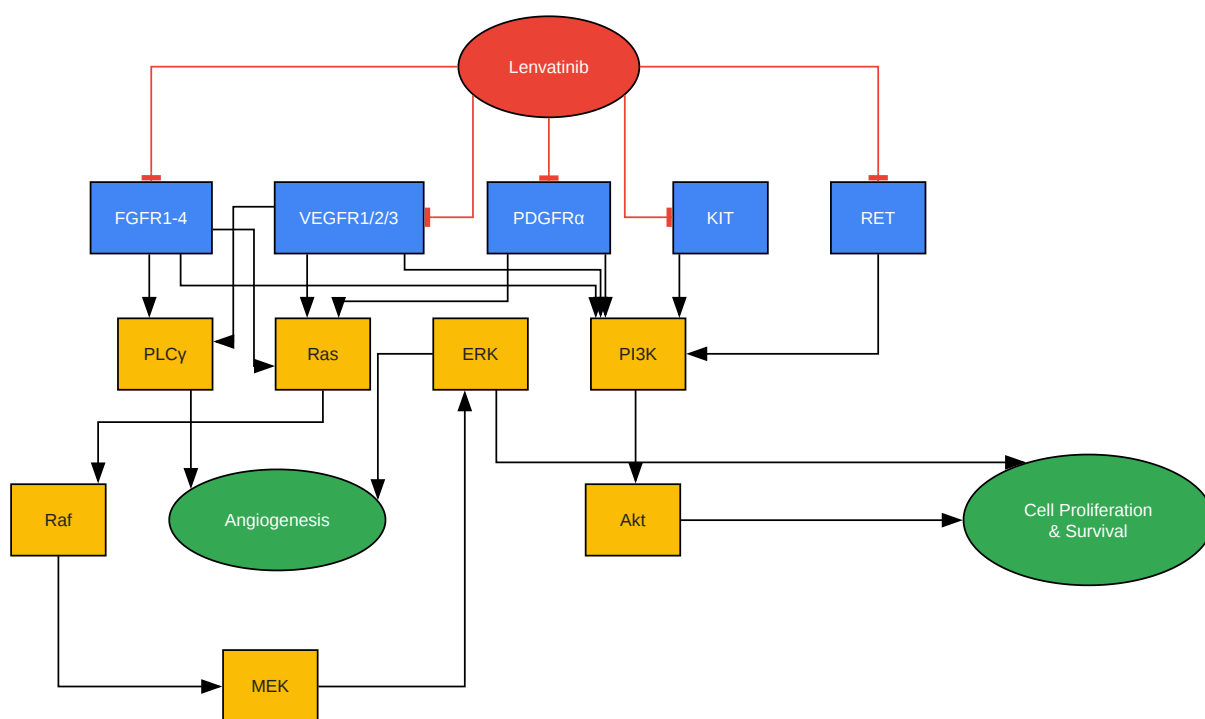 Lenvatinib
FGFR1-4
VEGFR1/2/3
PDGFRα
KIT
RET
PLCγ
Ras
ERK
PI3K
Raf
Angiogenesis
Akt
Cell Proliferation
& Survival
MEK